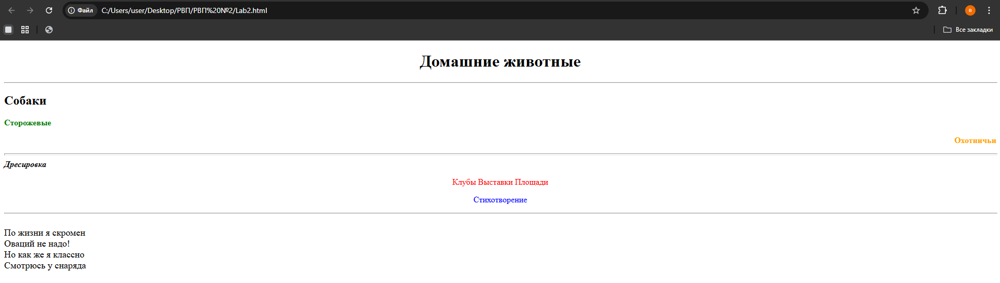 Файл C:/Users/user/Desktop/РВП/РВП%20№2/Lab2.html В
Все закладки
Домашние животные
Собаки
Сторожевые
Охотничьи
Дресировка
Клубы Выставки Площади
Стихотворение
По жизни я скромен
Оваций не надо!
Но как же я классно
Смотрюсь у снаряда